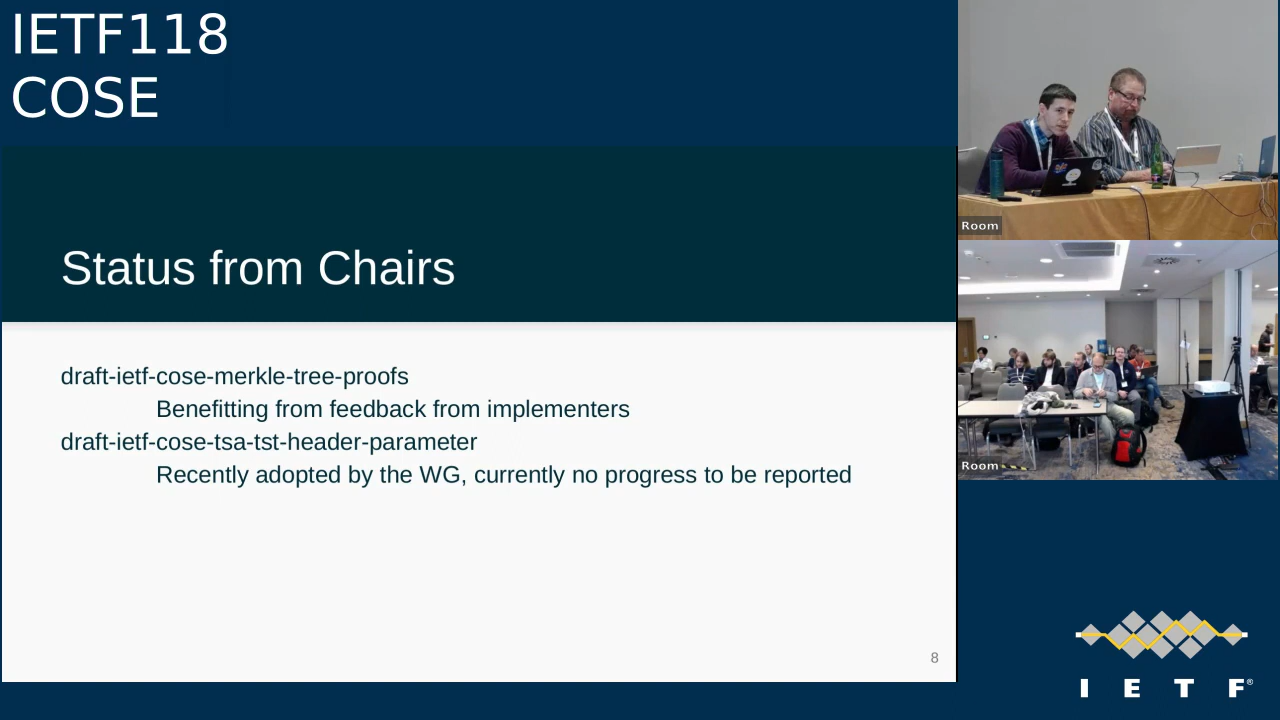 IETF118
COSE
Status from Chairs
draft-ietf-cose-merkle-tree-proofs
Benefitting from feedback from implementers
draft-ietf-cose-tsa-tst-header-parameter
Recently adopted by the WG, currently no progress to be reported
8
Room
Room
I E T F®